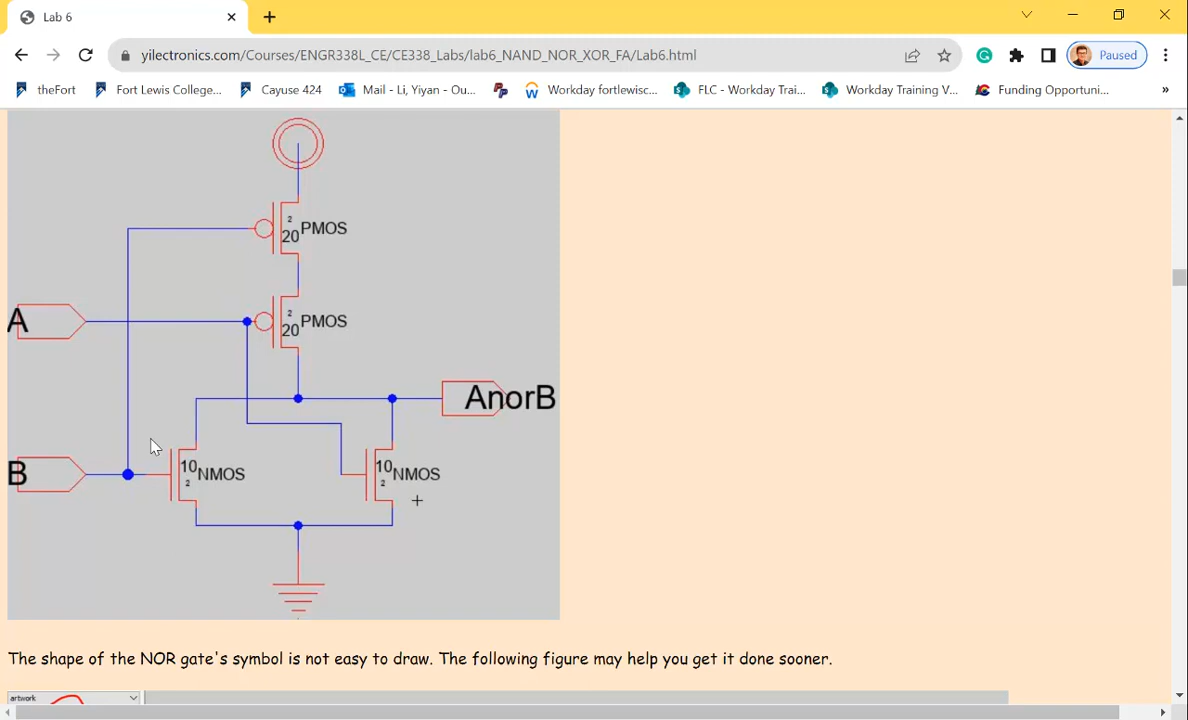 Lab 6
yilectronics.com/Courses/ENGR338L_CE/CE338_Labs/lab6_NAND_NOR_XOR_FA/Lab6.html
Paused
theFort
Fort Lewis College...
Cayuse 424
Mail - Li, Yiyan - Ou...
Workday fortlewisc...
FLC - Workday Trai...
Workday Training V...
Funding Opportuni...
»
2
20 PMOS
A
2
20 PMOS
AnorB
B
10 NMOS
2
10 NMOS
2
The shape of the NOR gate's symbol is not easy to draw. The following figure may help you get it done sooner.
artwork